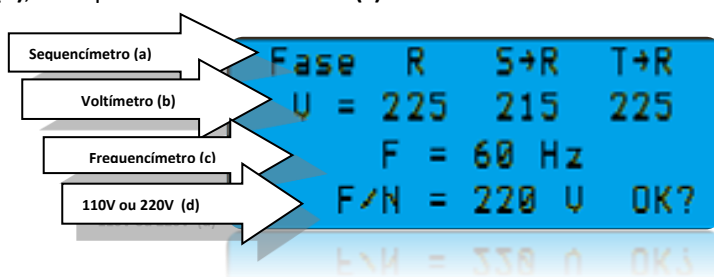 Sequencímetro (a)
Fase R S→R T→R
Voltímetro (b)
V = 225 215 225
Frequencímetro (c)
F = 60 Hz
110V ou 220V (d)
F/N = 220 V OK?